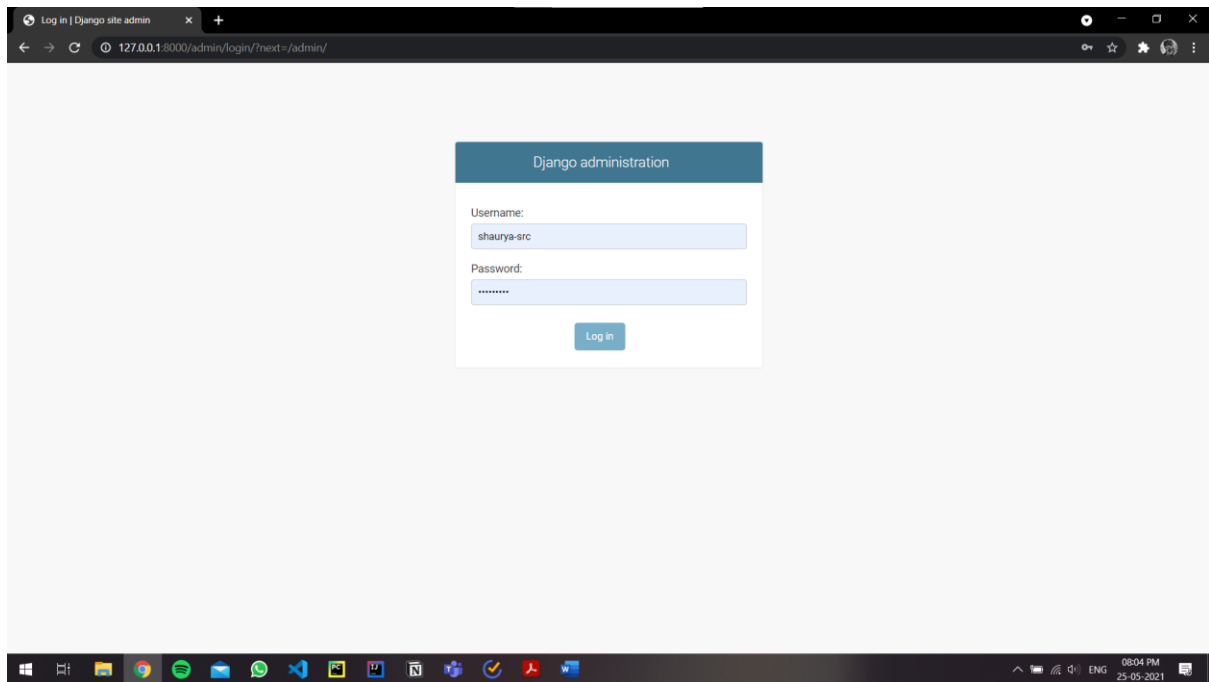 Log in | Django site admin
127.0.0.1:8000/admin/login/?next=/admin/
Django administration
Username:
shaurya-src
Password:
•••••••••
Log in
ENG
08:04 PM
25-05-2021